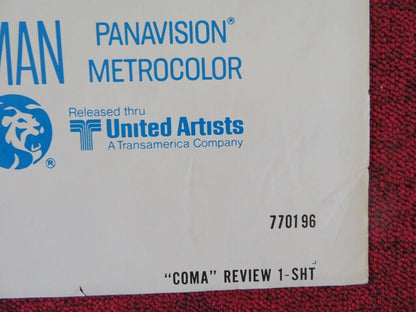 MAN
PANAVISION®
METROCOLOR
Released thru
United Artists
A Transamerica Company
®
770196
"COMA" REVIEW 1-SHT